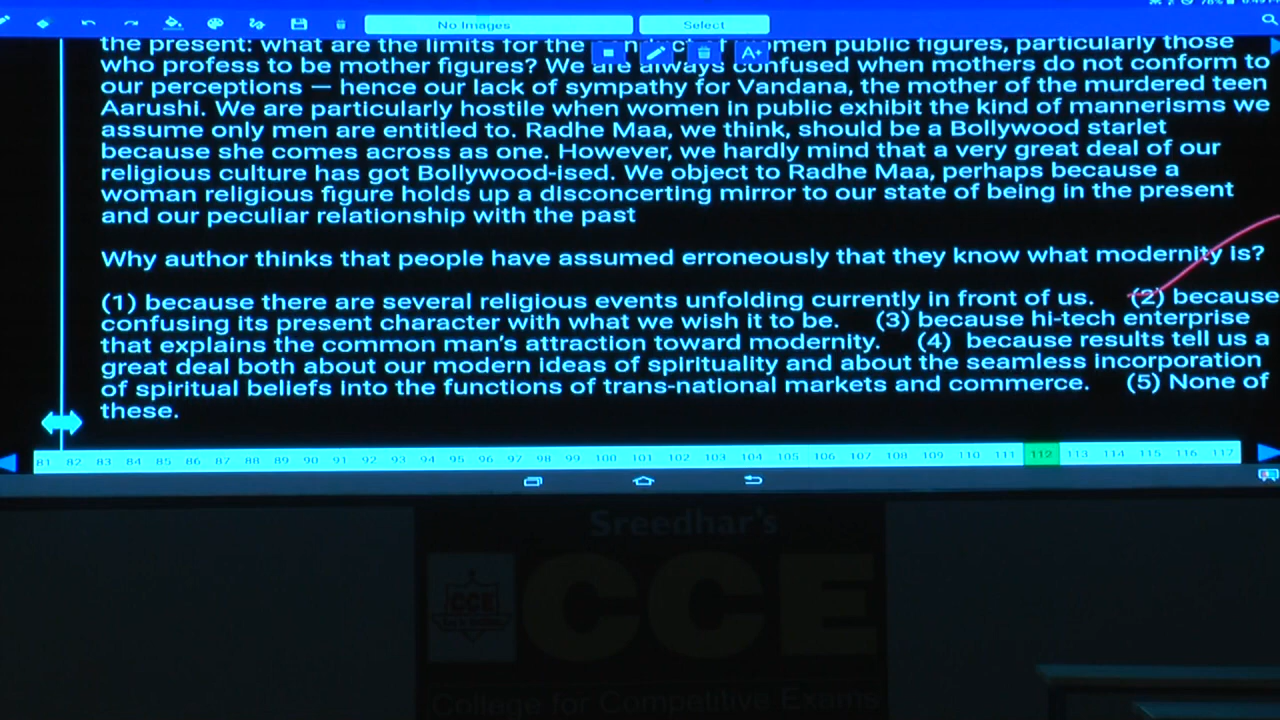 No Images
Select
the present: what are the limits for the conduct of women public figures, particularly those
who profess to be mother figures? We are always confused when mothers do not conform to
our perceptions — hence our lack of sympathy for Vandana, the mother of the murdered teen
Aarushi. We are particularly hostile when women in public exhibit the kind of mannerisms we
assume only men are entitled to. Radhe Maa, we think, should be a Bollywood starlet
because she comes across as one. However, we hardly mind that a very great deal of our
religious culture has got Bollywood-ised. We object to Radhe Maa, perhaps because a
woman religious figure holds up a disconcerting mirror to our state of being in the present
and our peculiar relationship with the past
Why author thinks that people have assumed erroneously that they know what modernity is?
(1) because there are several religious events unfolding currently in front of us. (2) because
confusing its present character with what we wish it to be. (3) because hi-tech enterprise
that explains the common man's attraction toward modernity. (4) because results tell us a
great deal both about our modern ideas of spirituality and about the seamless incorporation
of spiritual beliefs into the functions of trans-national markets and commerce. (5) None of
these.
81 82 83 84 85 86 87 88 89 90 91 92 93 94 95 96 97 98 99 100 101 102 103 104 105 106 107 108 109 110 111 112 113 114 115 116 117
Sreedhar's
CCE
CCE
College for Competitive Exams